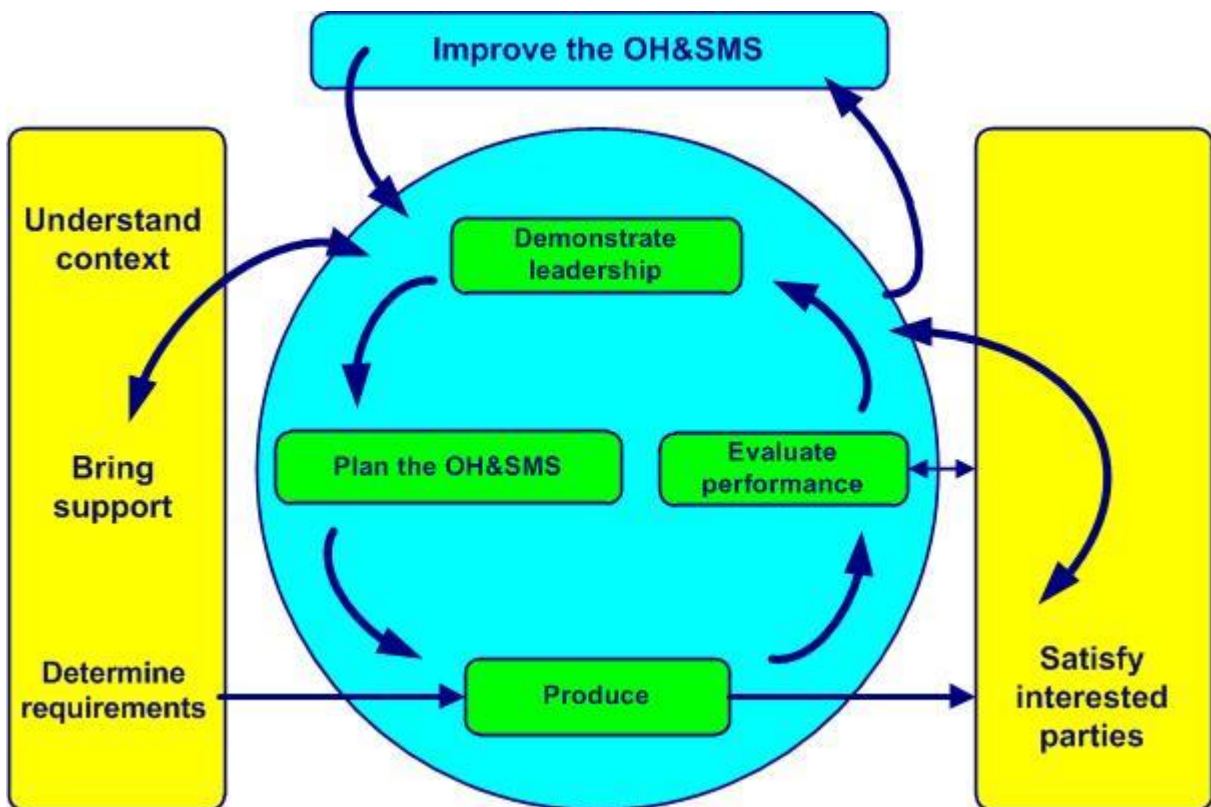 Improve the OH&SMS
Understand
context
Demonstrate
leadership
Bring
support
Plan the OH&SMS
Evaluate
performance
Determine
requirements
Produce
Satisfy
interested
parties